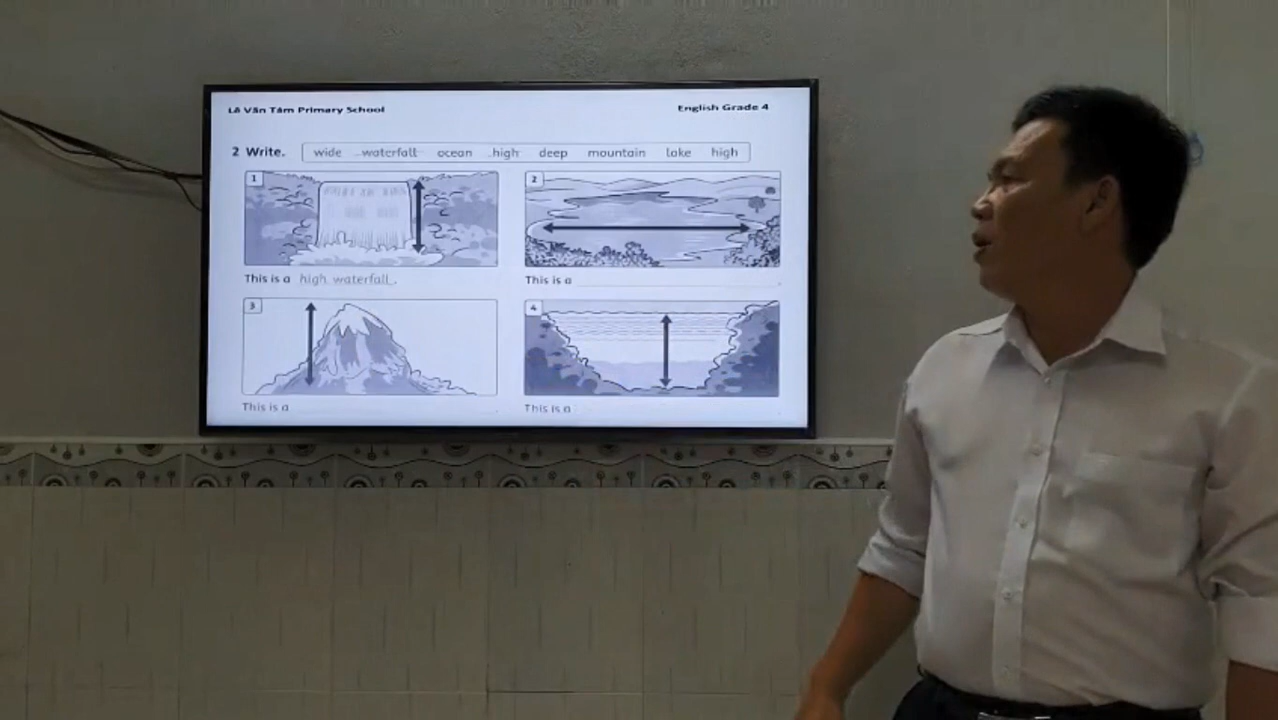 Lê Văn Tám Primary School English Grade 4
2 Write. wide waterfall ocean high deep mountain lake high
1 2
This is a high waterfall. This is a .
3 4
This is a . This is a .